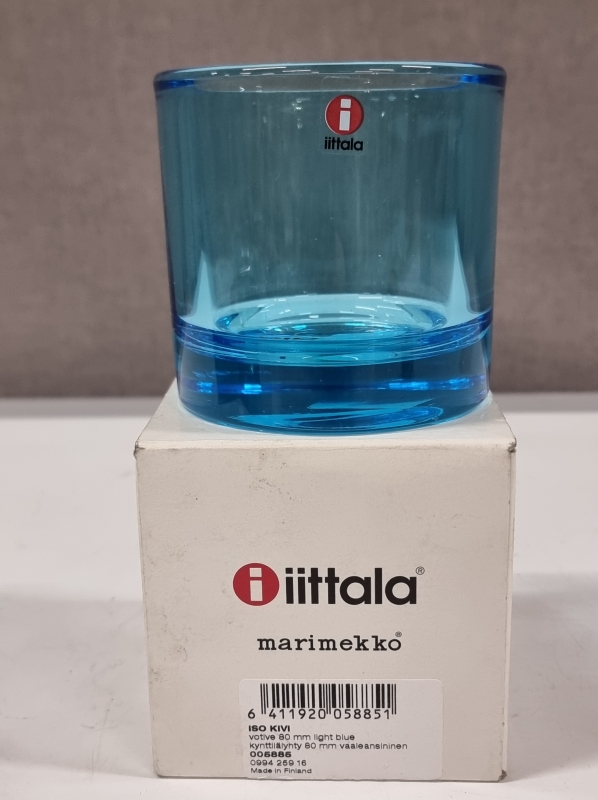 i
iittala
i iittala®
marimekko®
6 411920 058851
ISO KIVI
votive 80 mm light blue
kynttilälyhty 80 mm vaaleansininen
005885
0994 259 16
Made in Finland